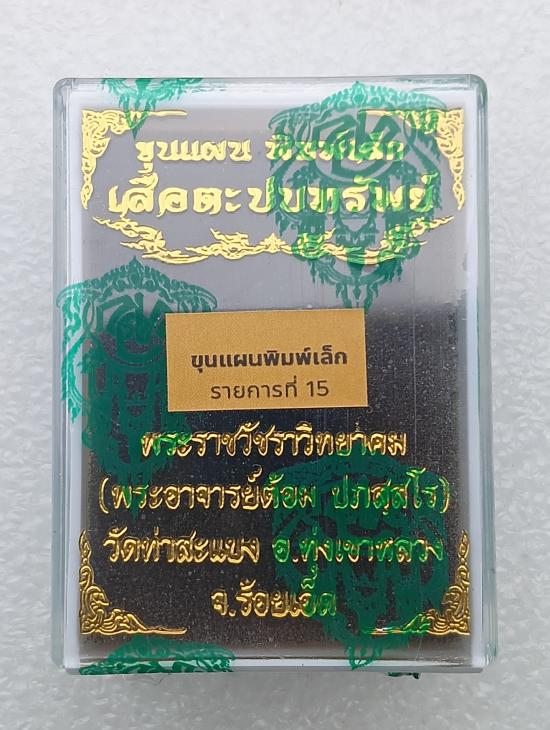 ขุนแผน พิมพ์เล็ก
เสือตะปบทรัพย์
ขุนแผนพิมพ์เล็ก
รายการที่ 15
พระราชวัชราวิทยาคม
(พระอาจารย์ต้อม ปภสฺสโร)
วัดท่าสะแบง อ.ทุ่งเขาหลวง
จ.ร้อยเอ็ด